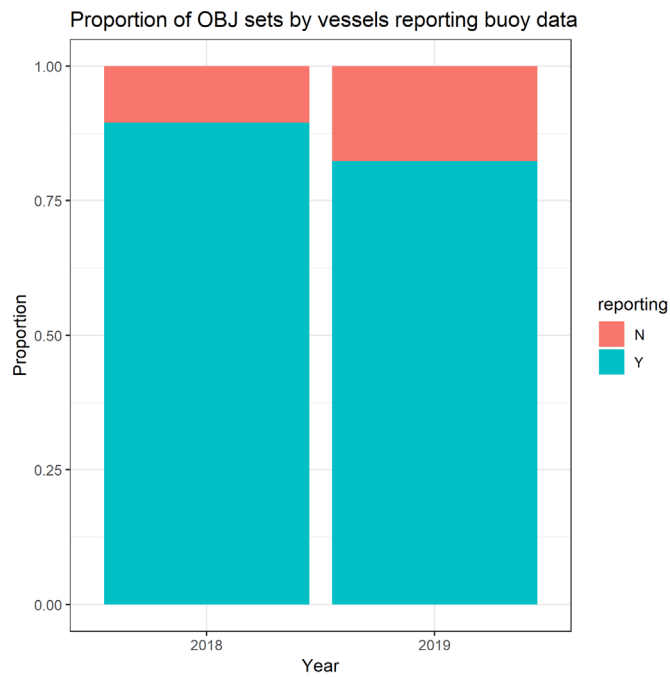 Proportion of OBJ sets by vessels reporting buoy data
1.00
0.75
0.50
0.25
0.00
Proportion
2018
2019
Year
reporting
N
Y